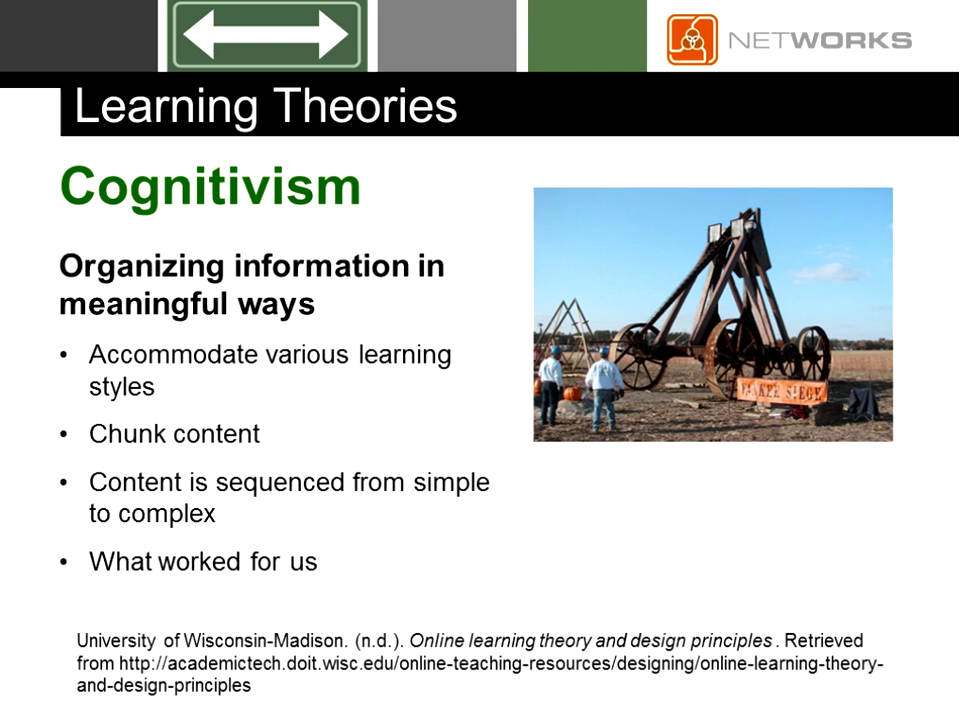 NETWORKS
Learning Theories
Cognitivism
Organizing information in
meaningful ways
• Accommodate various learning
styles
• Chunk content
• Content is sequenced from simple
to complex
• What worked for us
YANKEE SIEGE
University of Wisconsin-Madison. (n.d.). Online learning theory and design principles . Retrieved
from http://academictech.doit.wisc.edu/online-teaching-resources/designing/online-learning-theory-
and-design-principles